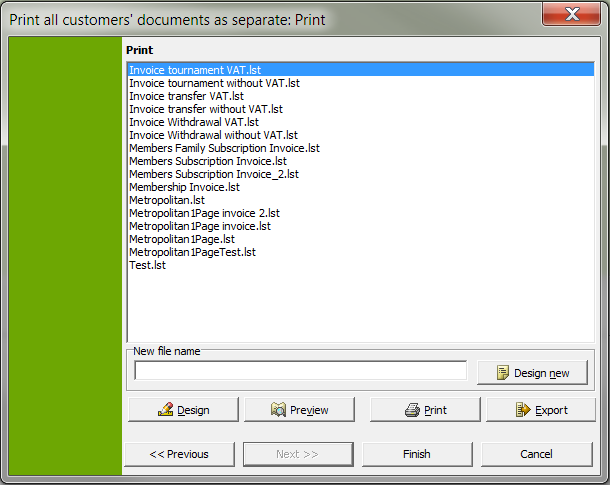 Print all customers' documents as separate: Print
Print
Invoice tournament VAT.lst
Invoice tournament without VAT.lst
Invoice transfer VAT.lst
Invoice transfer without VAT.lst
Invoice Withdrawal VAT.lst
Invoice Withdrawal without VAT.lst
Members Family Subscription Invoice.lst
Members Subscription Invoice.lst
Members Subscription Invoice_2.lst
Membership Invoice.lst
Metropolitan.lst
Metropolitan1Page invoice 2.lst
Metropolitan1Page invoice.lst
Metropolitan1Page.lst
Metropolitan1PageTest.lst
Test.lst
New file name
Design new
Design Preview Print Export
<< Previous Next >> Finish Cancel